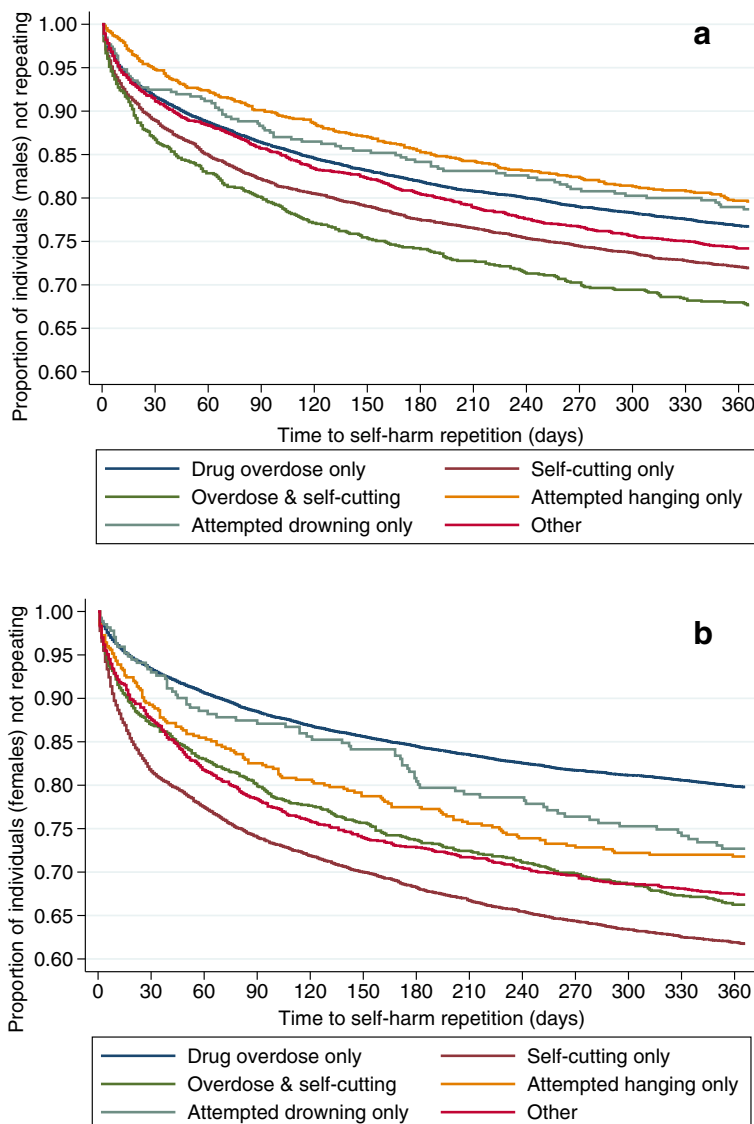 a
Proportion of individuals (males) not repeating
1.00
0.95
0.90
0.85
0.80
0.75
0.70
0.65
0.60
0 30 60 90 120 150 180 210 240 270 300 330 360
Time to self-harm repetition (days)
Drug overdose only Self-cutting only
Overdose & self-cutting Attempted hanging only
Attempted drowning only Other
b
Proportion of individuals (females) not repeating
1.00
0.95
0.90
0.85
0.80
0.75
0.70
0.65
0.60
0 30 60 90 120 150 180 210 240 270 300 330 360
Time to self-harm repetition (days)
Drug overdose only Self-cutting only
Overdose & self-cutting Attempted hanging only
Attempted drowning only Other